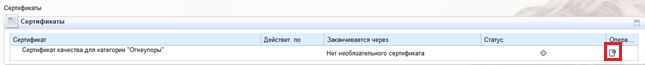 Сертификаты
Сертификаты
Сертификат Действит. по Заканчивается через Статус Опера...
Сертификат качества для категории "Огнеупоры" Нет необязательного сертификата